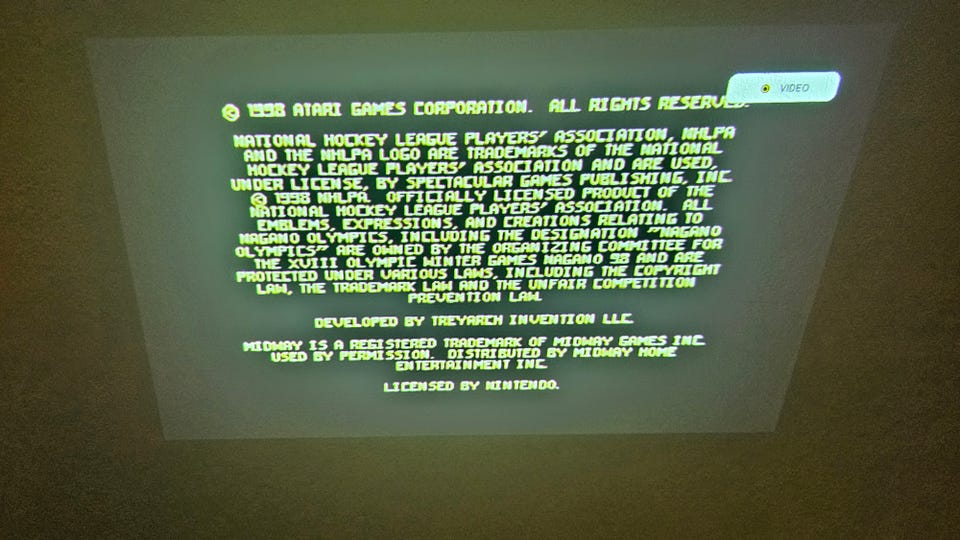 © 1998 ATARI GAMES CORPORATION. ALL RIGHTS RESERVED.
VIDEO
NATIONAL HOCKEY LEAGUE PLAYERS' ASSOCIATION, NHLPA
AND THE NHLPA LOGO ARE TRADEMARKS OF THE NATIONAL
HOCKEY LEAGUE PLAYERS' ASSOCIATION AND ARE USED,
UNDER LICENSE, BY SPECTACULAR GAMES PUBLISHING, INC.
© 1998 NHLPA. OFFICIALLY LICENSED PRODUCT OF THE
NATIONAL HOCKEY LEAGUE PLAYERS' ASSOCIATION. ALL
EMBLEMS, EXPRESSIONS, AND CREATIONS RELATING TO
NAGANO OLYMPICS, INCLUDING THE DESIGNATION "NAGANO
OLYMPICS" ARE OWNED BY THE ORGANIZING COMMITTEE FOR
THE XVIII OLYMPIC WINTER GAMES NAGANO 98 AND ARE
PROTECTED UNDER VARIOUS LAWS, INCLUDING THE COPYRIGHT
LAW, THE TRADEMARK LAW AND THE UNFAIR COMPETITION
PREVENTION LAW.
DEVELOPED BY TREYARCH INVENTION LLC.
MIDWAY IS A REGISTERED TRADEMARK OF MIDWAY GAMES INC.
USED BY PERMISSION. DISTRIBUTED BY MIDWAY HOME
ENTERTAINMENT INC.
LICENSED BY NINTENDO.